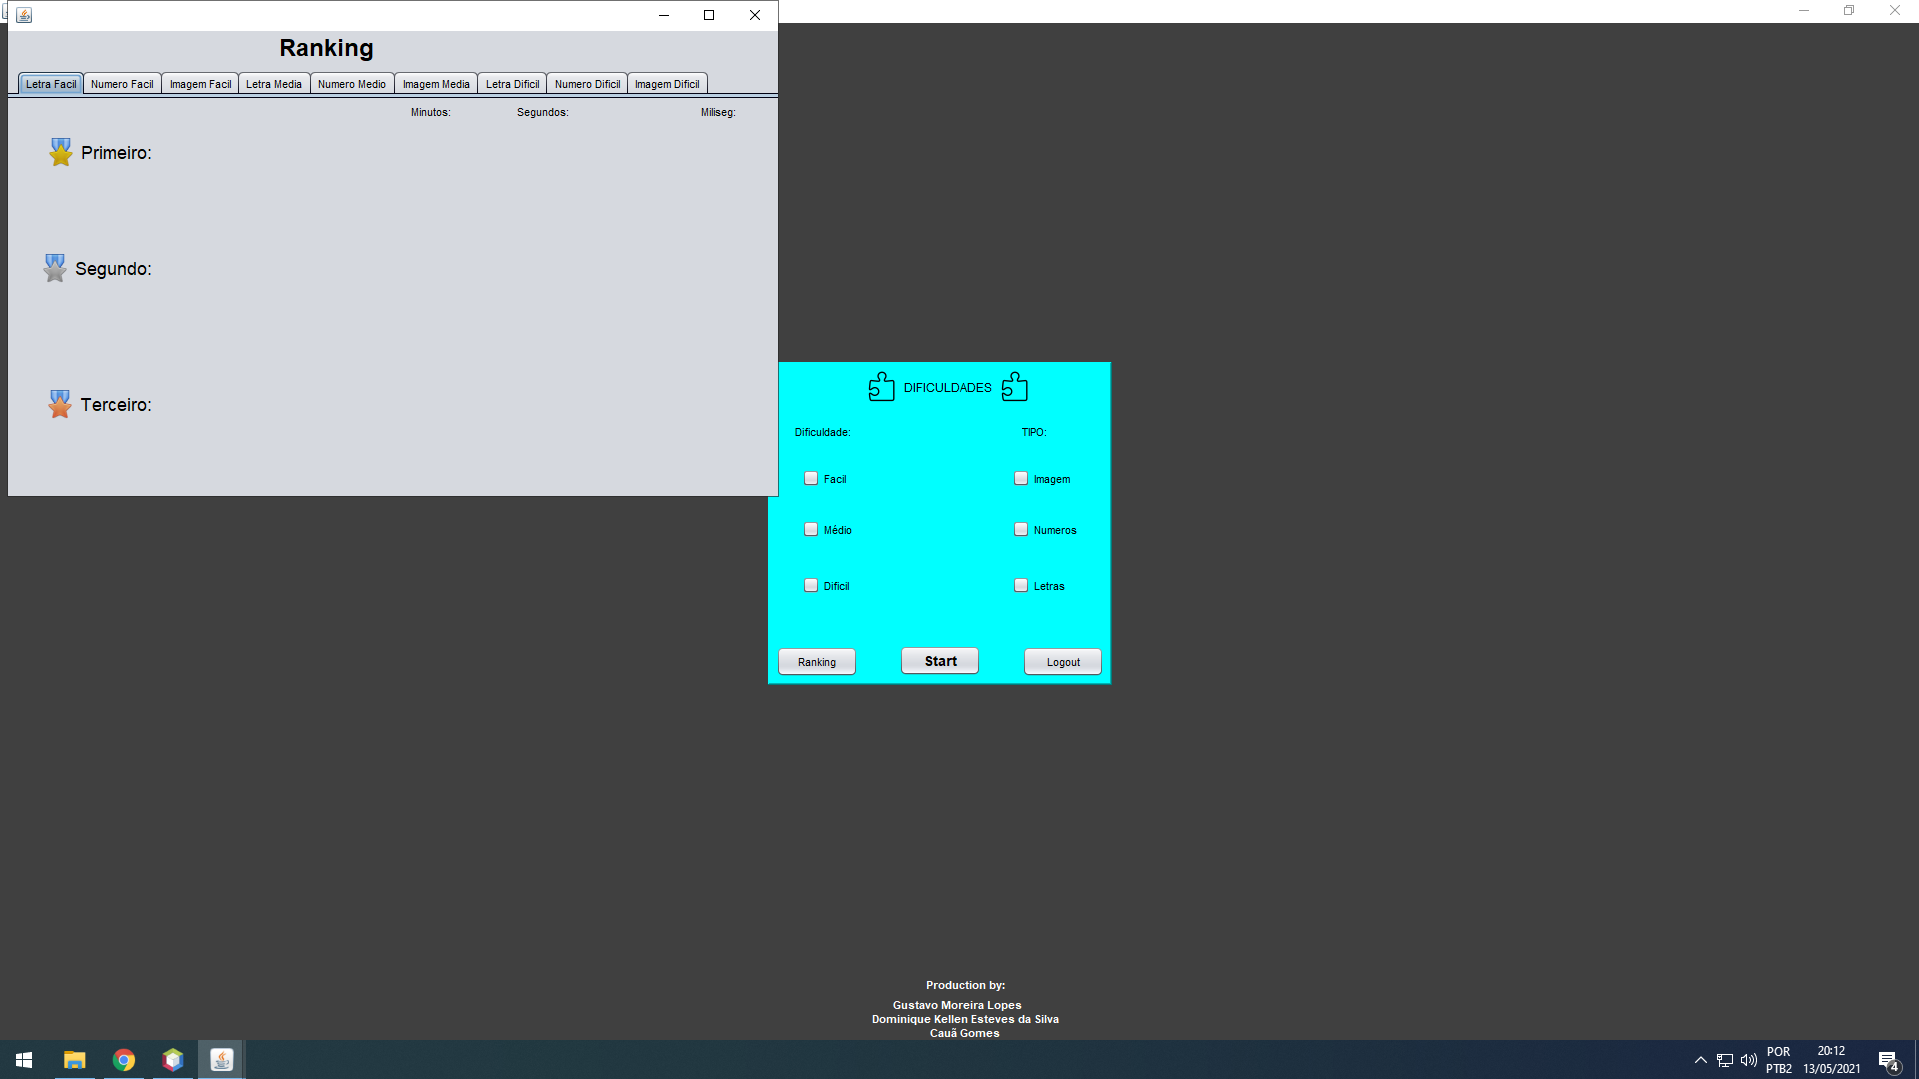 Ranking
Letra Facil Numero Facil Imagem Facil Letra Media Numero Medio Imagem Media Letra Dificil Numero Dificil Imagem Dificil
Minutos: Segundos: Miliseg:
Primeiro:
Segundo:
Terceiro:
DIFICULDADES
Dificuldade: TIPO:
Facil Imagem
Médio Numeros
Dificil Letras
Ranking Start Logout
Production by:
Gustavo Moreira Lopes
Dominique Kellen Esteves da Silva
Cauã Gomes
POR 20:12
PTB2 13/05/2021 4